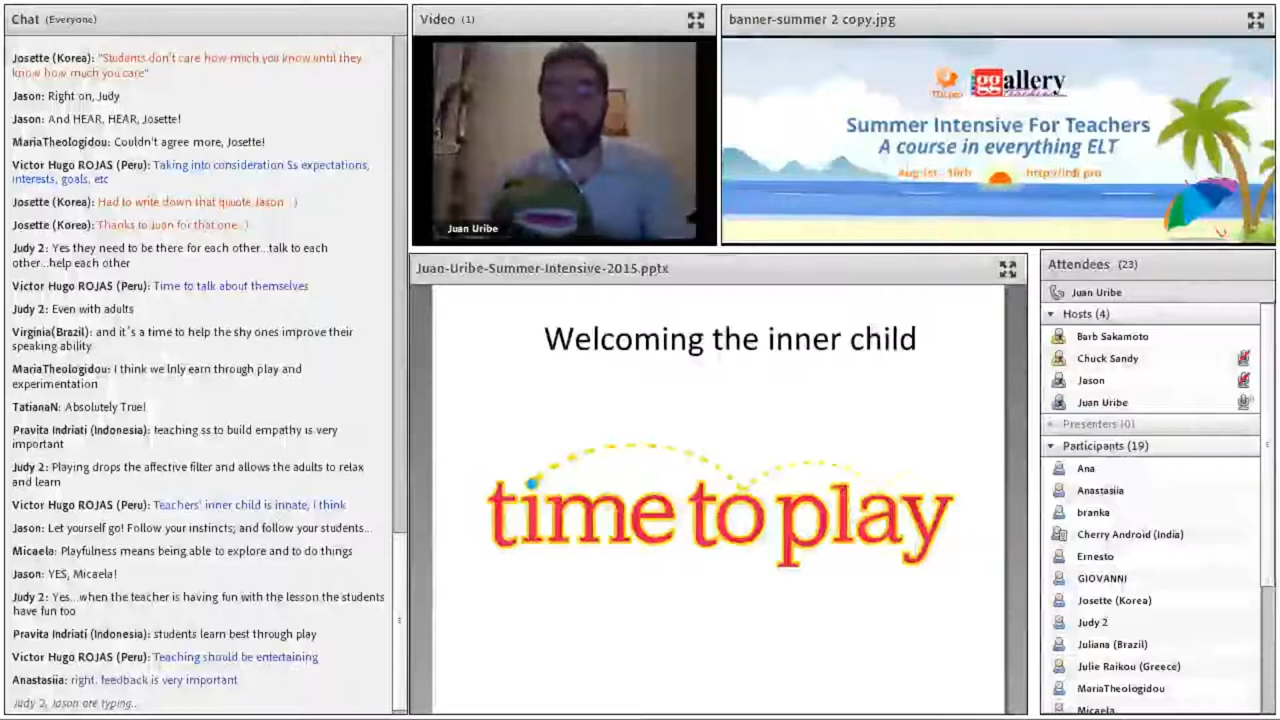 Chat (Everyone)
Josette (Korea): "Students don't care how much you know until they
know how much you care"
Jason: Right on, Judy
Jason: And HEAR, HEAR, Josette!
MariaTheologidou: Couldn't agree more, Josette!
Victor Hugo ROJAS (Peru): Taking into consideration Ss expectations,
interests, goals, etc
Josette (Korea): Had to write down that quote Jason :)
Josette (Korea): Thanks to Juan for that one :)
Judy 2: Yes they need to be there for each other...talk to each
other...help each other
Victor Hugo ROJAS (Peru): Time to talk about themselves
Judy 2: Even with adults
Virginia(Brazil): and it's a time to help the shy ones improve their
speaking ability
MariaTheologidou: I think we lnly earn through play and
experimentation
TatianaN: Absolutely True!
Pravita Indriati (Indonesia): teaching ss to build empathy is very
important
Judy 2: Playing drops the affective filter and allows the adults to relax
and learn
Victor Hugo ROJAS (Peru): Teachers' inner child is innate, I think
Jason: Let yourself go! Follow your instincts; and follow your students...
Micaela: Playfulness means being able to explore and to do things
Jason: YES, Micaela!
Judy 2: Yes...when the teacher is having fun with the lesson the students
have fun too
Pravita Indriati (Indonesia): students learn best through play
Victor Hugo ROJAS (Peru): Teaching should be entertaining
Anastasiia: right. feedback is very important
Judy 2, Jason are typing...
Video (1)
Juan Uribe
banner-summer 2 copy.jpg
ggallery
Summer Intensive For Teachers
A course in everything ELT
Aug 1st - 16th http://itdi.pro
Juan-Uribe-Summer-Intensive-2015.pptx
Welcoming the inner child
time to play
Attendees (23)
Juan Uribe
Hosts (4)
Barb Sakamoto
Chuck Sandy
Jason
Juan Uribe
Presenters (0)
Participants (19)
Ana
Anastasiia
branka
Cherry Android (India)
Ernesto
GIOVANNI
Josette (Korea)
Judy 2
Juliana (Brazil)
Julie Raikou (Greece)
MariaTheologidou
Micaela